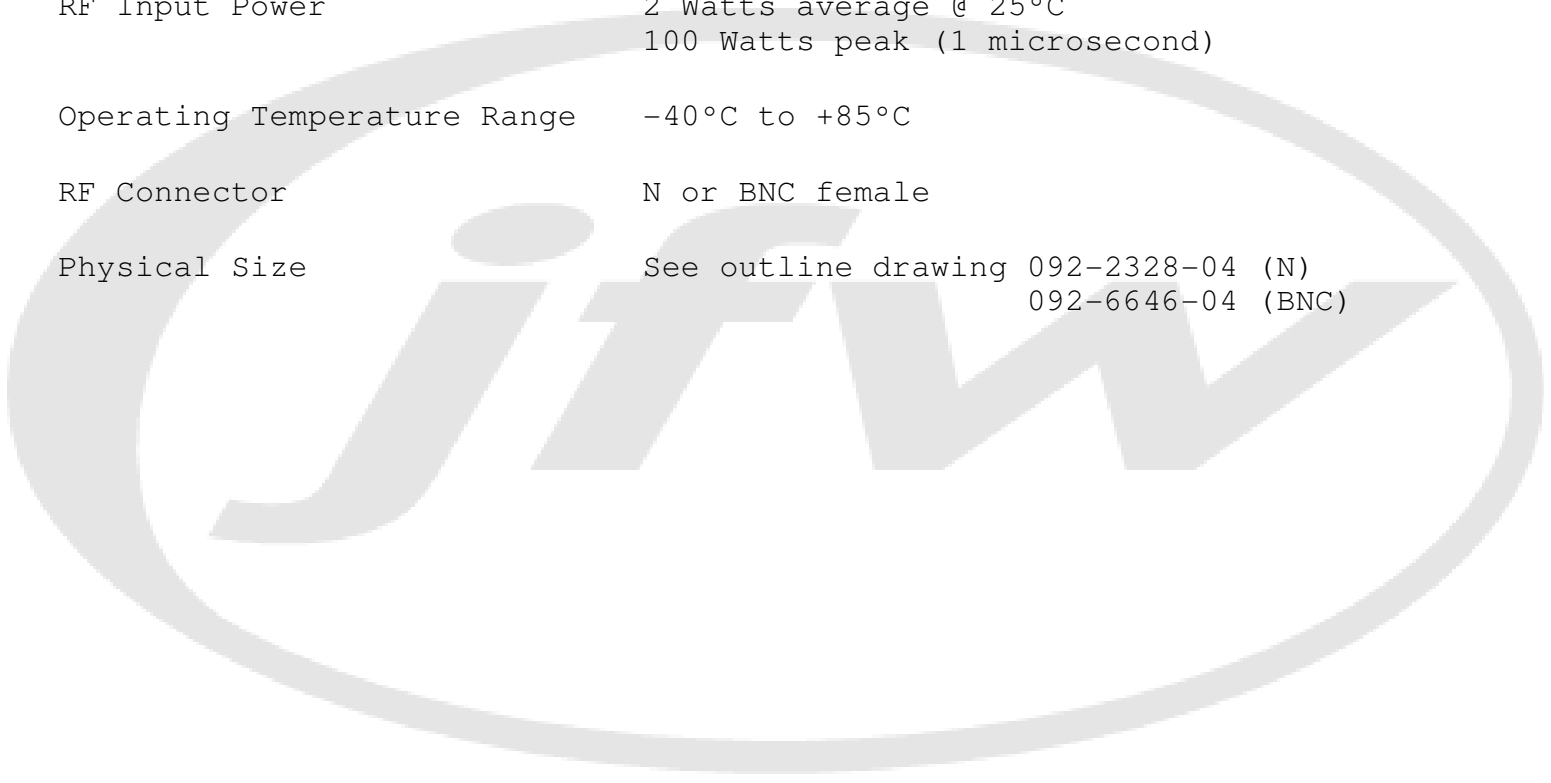 RF Input Power 2 Watts average @ 25°C
100 Watts peak (1 microsecond)
Operating Temperature Range -40°C to +85°C
RF Connector N or BNC female
Physical Size See outline drawing 092-2328-04 (N)
092-6646-04 (BNC)
jfw